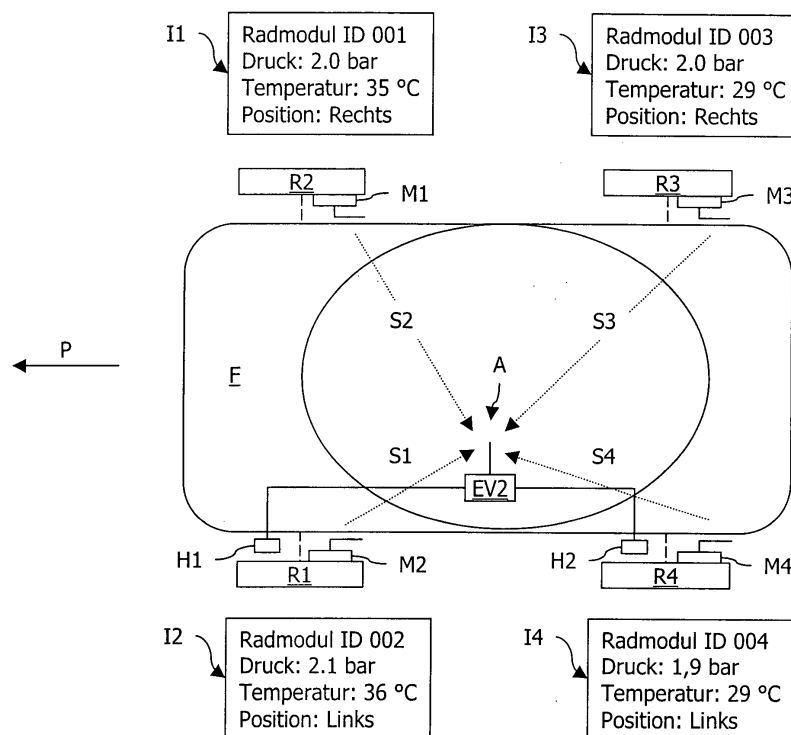 I1
Radmodul ID 001
Druck: 2.0 bar
Temperatur: 35 °C
Position: Rechts
I3
Radmodul ID 003
Druck: 2.0 bar
Temperatur: 29 °C
Position: Rechts
R2
M1
R3
M3
S2
S3
P
F
A
S1
S4
EV2
H1
R1
M2
H2
R4
M4
I2
Radmodul ID 002
Druck: 2.1 bar
Temperatur: 36 °C
Position: Links
I4
Radmodul ID 004
Druck: 1,9 bar
Temperatur: 29 °C
Position: Links